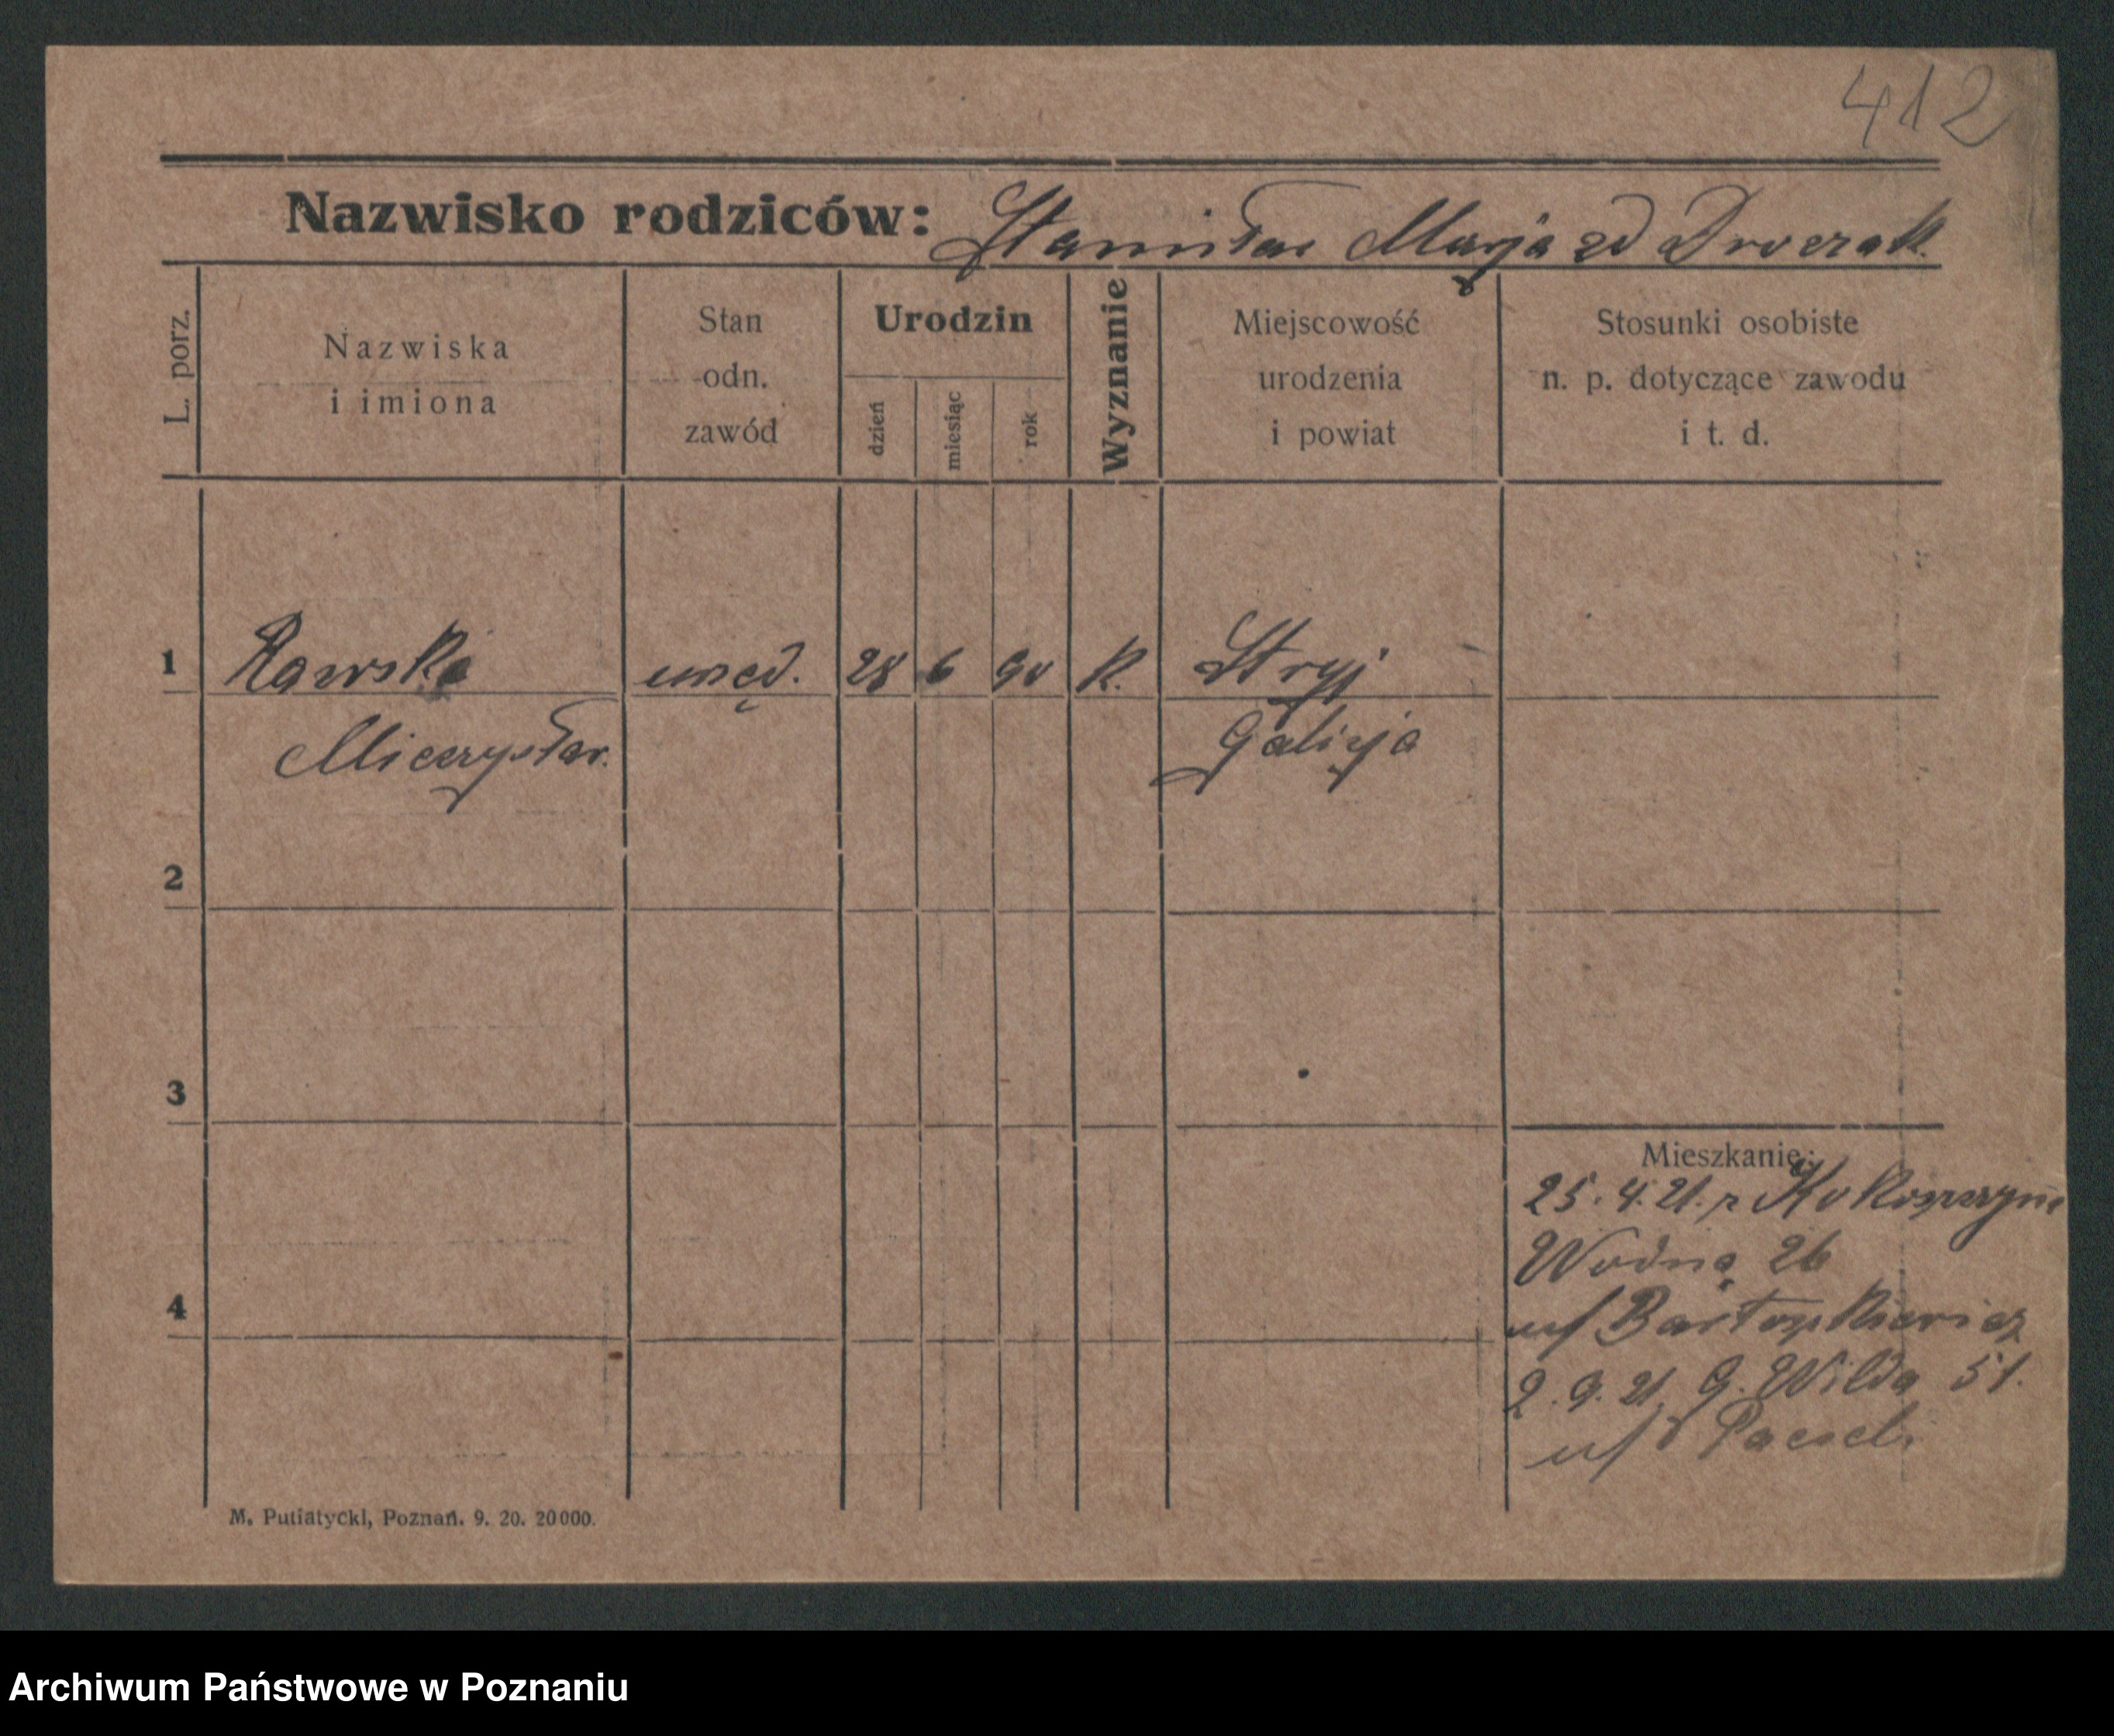 412
Nazwisko rodziców: Stanisław Marja zd Dworzak.
L. porz.
Nazwiska
i imiona
Stan
odn.
zawód
Urodzin
dzień
miesiąc
rok
Wyznanie
Miejscowość
urodzenia
i powiat
Stosunki osobiste
n. p. dotyczące zawodu
i t. d.
1 Rawski urzęd. 28 6 90 k. Stryj
Mieczysław. Galicja
2
3
Mieszkanie:
25. 4. 21. z
Wodna 26
4
u/
2. 9. 21. G. Wilda 51.
u/
M. Putiatycki, Poznań. 9. 20. 20000.
Archiwum Państwowe w Poznaniu